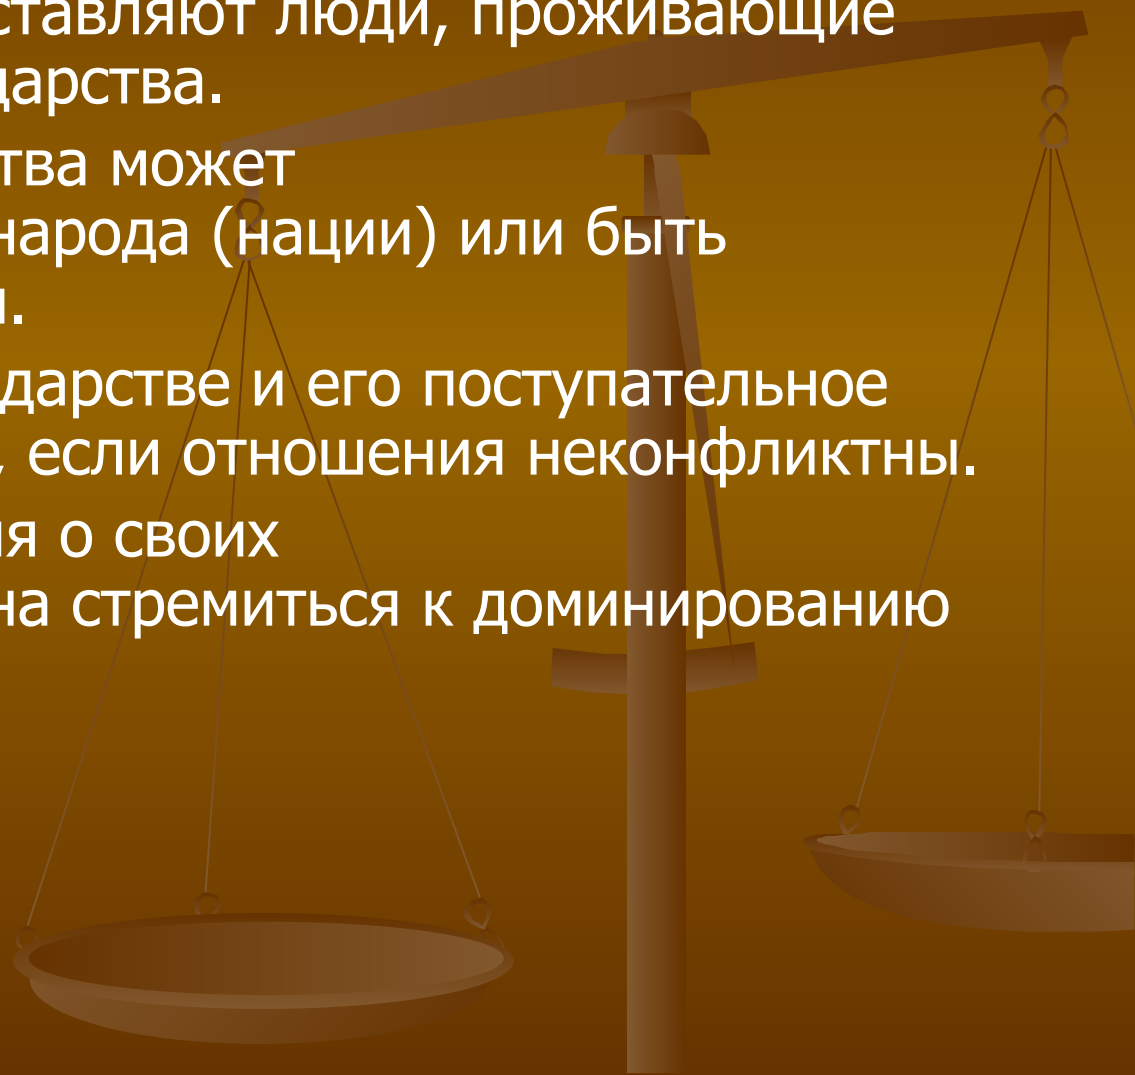 ставляют люди, проживающие
дарства.
тва может
народа (нации) или быть
.
дарстве и его поступательное
, если отношения неконфликтны.
ия о своих
на стремиться к доминированию